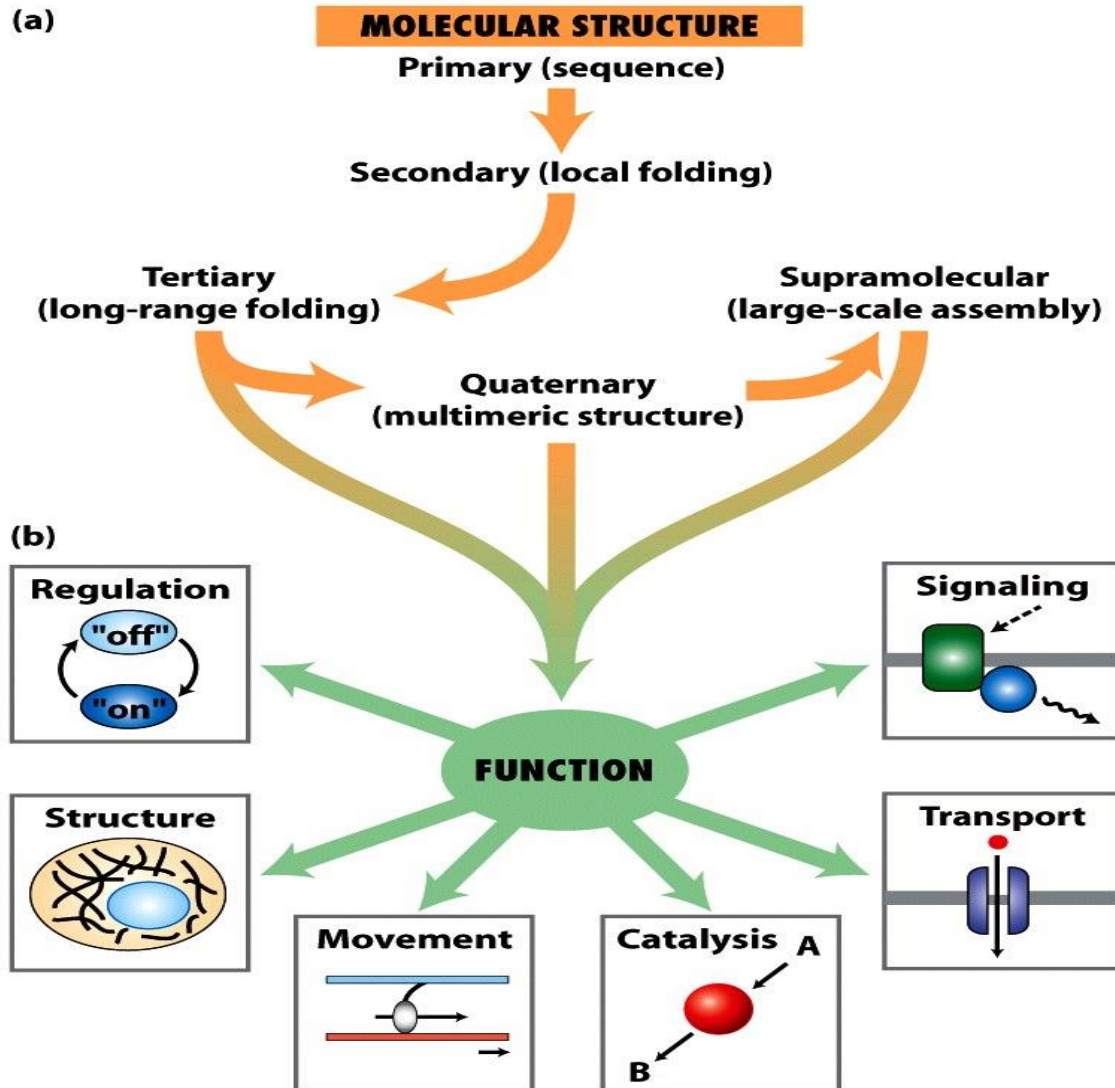 (a)
MOLECULAR STRUCTURE
Primary (sequence)
Secondary (local folding)
Tertiary
(long-range folding)
Supramolecular
(large-scale assembly)
Quaternary
(multimeric structure)
(b)
Regulation
"off"
"on"
Signaling
FUNCTION
Structure
Transport
Movement
Catalysis
A
B